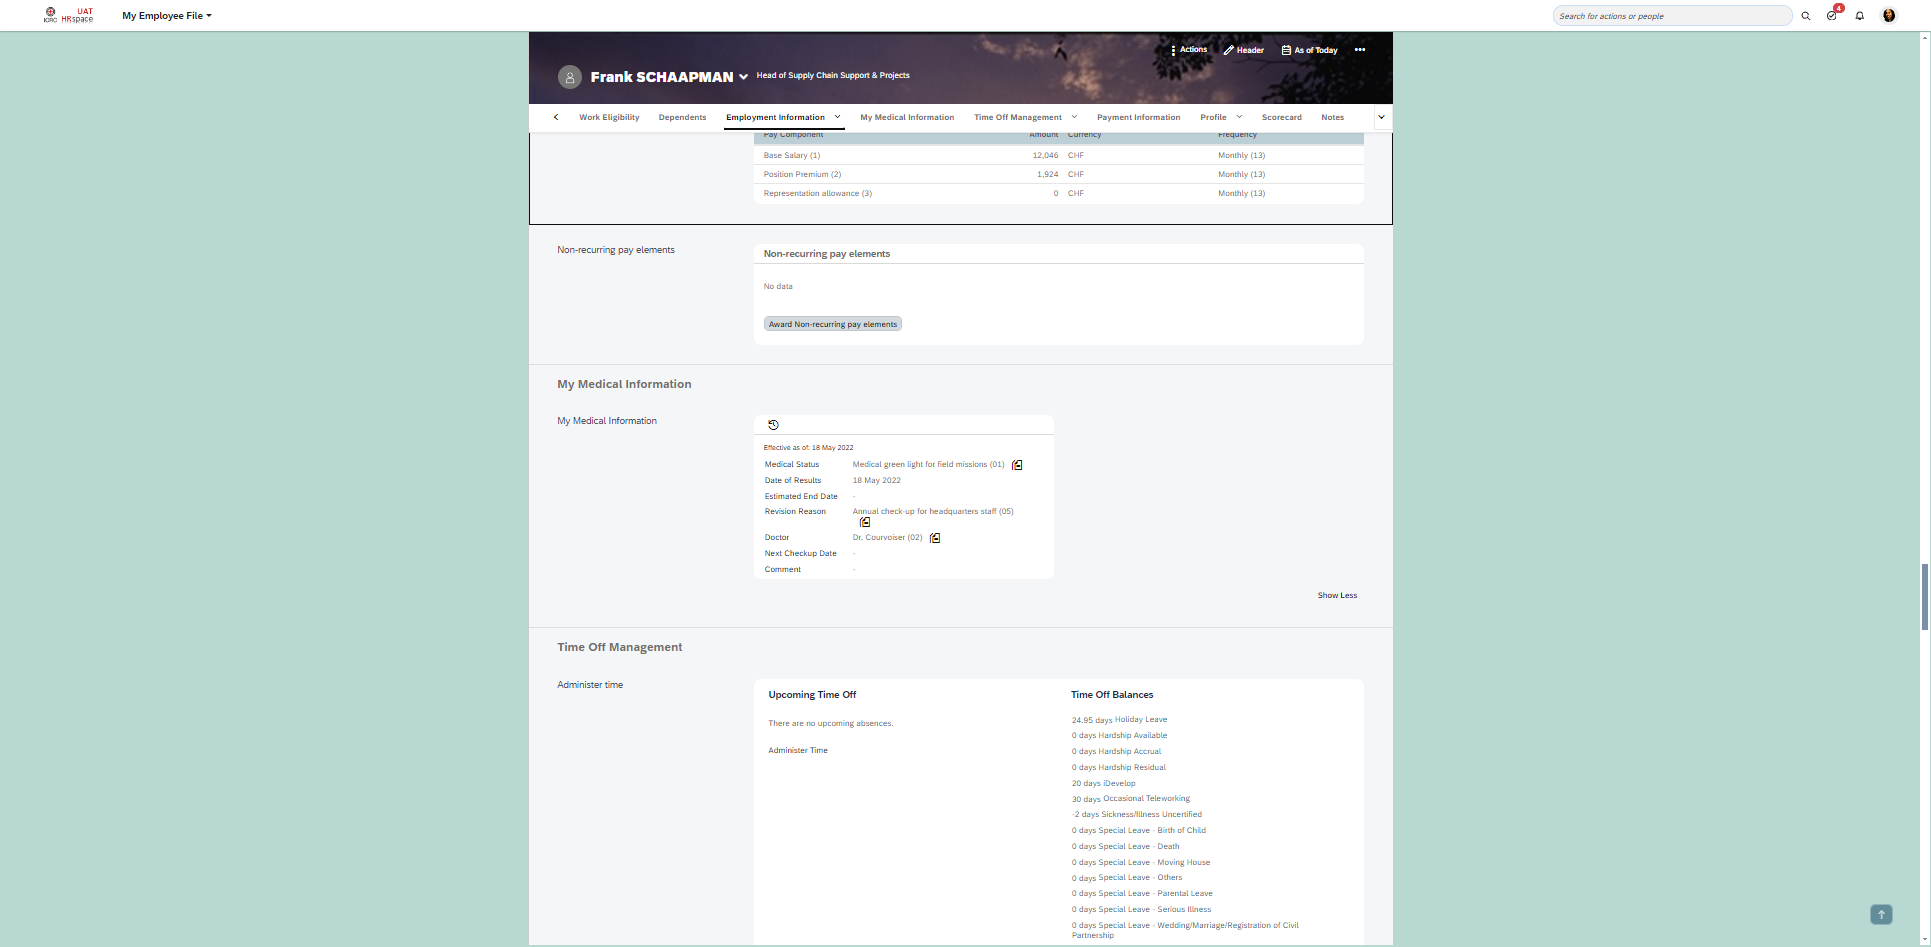 UAT
ICRC HRspace
My Employee File
Search for actions or people
4
Actions
Header
As of Today
Frank SCHAAPMAN
Head of Supply Chain Support & Projects
Work Eligibility
Dependents
Employment Information
My Medical Information
Time Off Management
Payment Information
Profile
Scorecard
Notes
Pay Component Amount Currency Frequency
Base Salary (1) 12,046 CHF Monthly (13)
Position Premium (2) 1,924 CHF Monthly (13)
Representation allowance (3) 0 CHF Monthly (13)
Non-recurring pay elements
Non-recurring pay elements
No data
Award Non-recurring pay elements
My Medical Information
My Medical Information
Effective as of: 18 May 2022
Medical Status Medical green light for field missions (01)
Date of Results 18 May 2022
Estimated End Date -
Revision Reason Annual check-up for headquarters staff (05)
Doctor Dr. Courvoiser (02)
Next Checkup Date -
Comment -
Show Less
Time Off Management
Administer time
Upcoming Time Off
There are no upcoming absences.
Administer Time
Time Off Balances
24.95 days Holiday Leave
0 days Hardship Available
0 days Hardship Accrual
0 days Hardship Residual
20 days iDevelop
30 days Occasional Teleworking
-2 days Sickness/Illness Uncertified
0 days Special Leave - Birth of Child
0 days Special Leave - Death
0 days Special Leave - Moving House
0 days Special Leave - Others
0 days Special Leave - Parental Leave
0 days Special Leave - Serious Illness
0 days Special Leave - Wedding/Marriage/Registration of Civil
Partnership